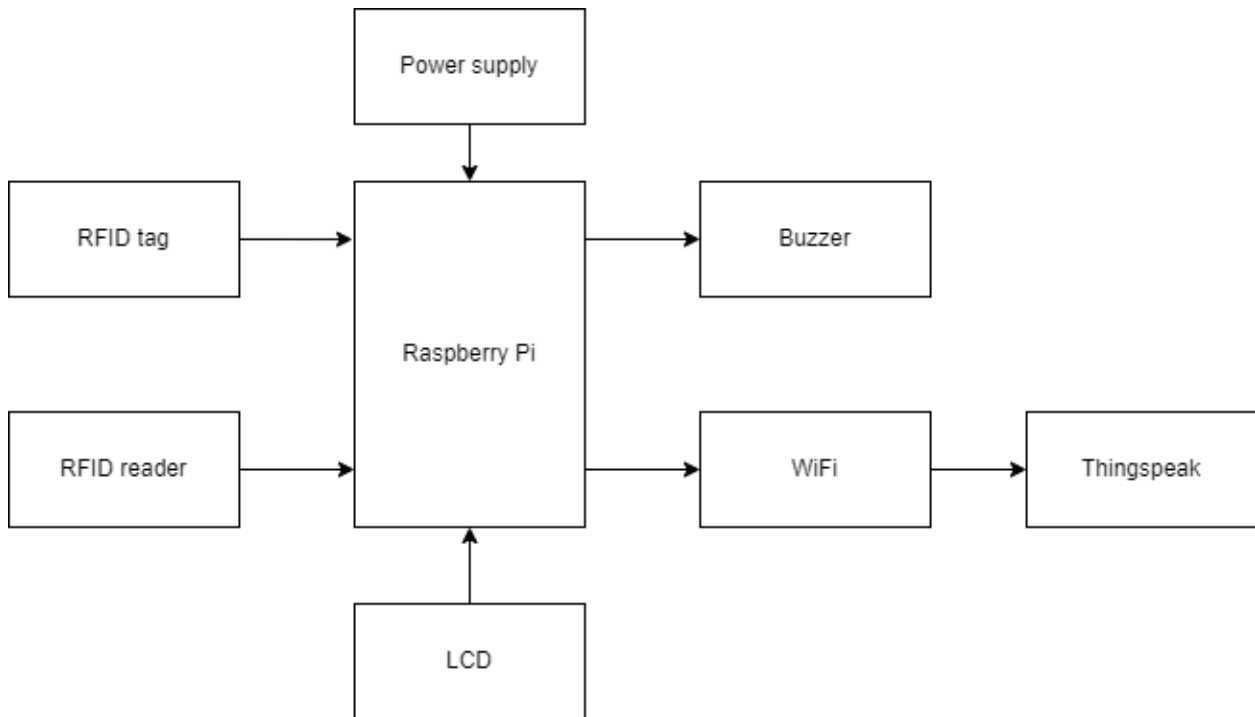 Power supply
RFID tag
Buzzer
Raspberry Pi
RFID reader
WiFi
Thingspeak
LCD